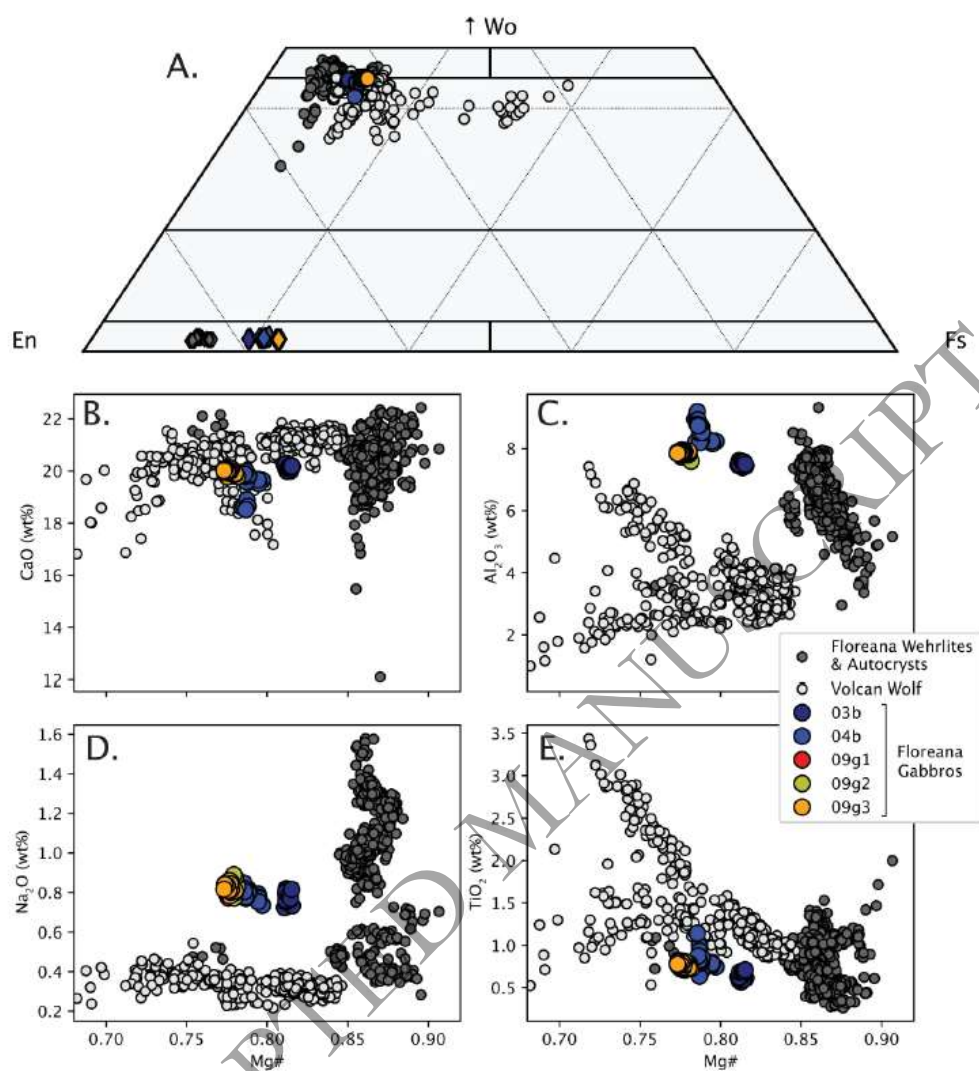 ↑ Wo
A.
En
Fs
B.
22
20
18
16
14
12
CaO (wt%)
C.
8
6
4
2
Al₂O₃ (wt%)
Floreana Wehrlites
& Autocrysts
Volcan Wolf
03b
04b
09g1
09g2
09g3
Floreana
Gabbros
D.
1.6
1.4
1.2
1.0
0.8
0.6
0.4
0.2
Na₂O (wt%)
0.70 0.75 0.80 0.85 0.90
Mg#
E.
3.5
3.0
2.5
2.0
1.5
1.0
0.5
TiO₂ (wt%)
0.70 0.75 0.80 0.85 0.90
Mg#
PTED MANUSCRIPT